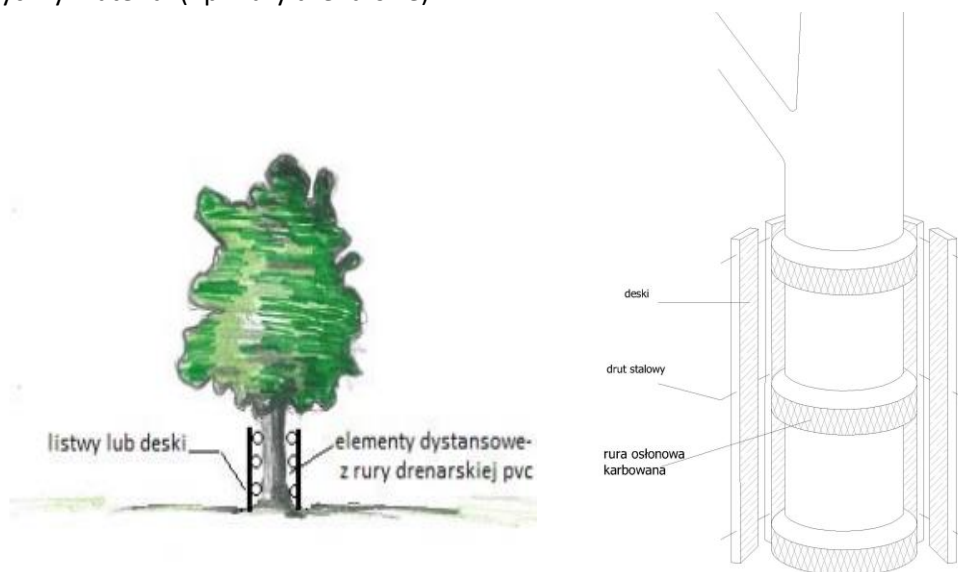 listwy lub deski
elementy dystansowe-
z rury drenarskiej pvc
deski
drut stalowy
rura osłonowa
karbowana